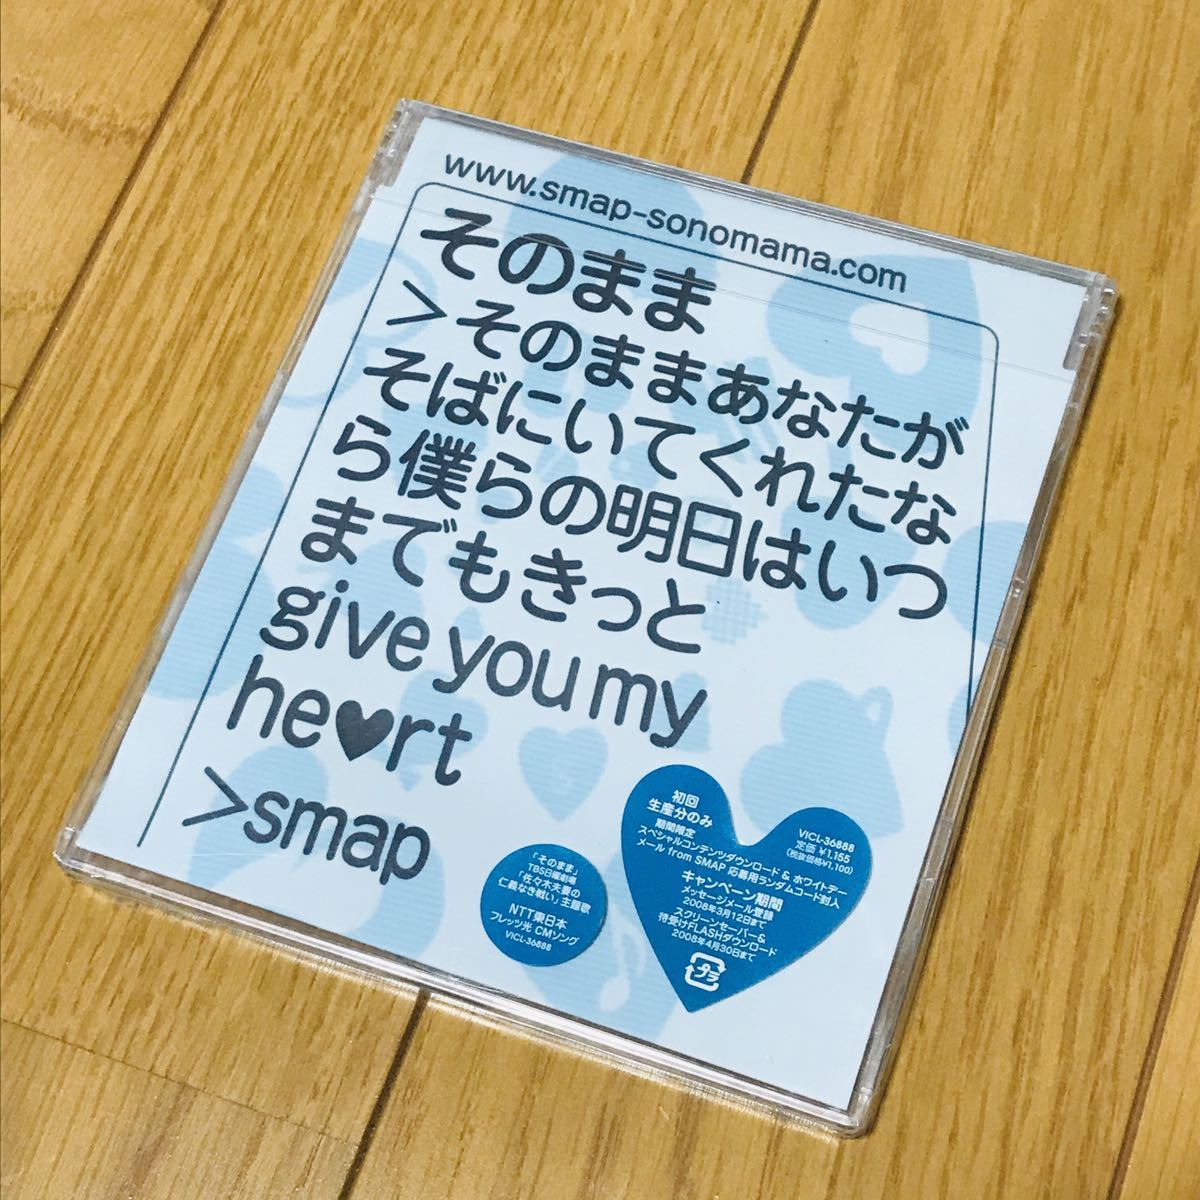 www.smap-sonomama.com
そのまま
>そのままあなたが
そばにいてくれたな
ら僕らの明日はいつ
までもきっと
give you my
he♥rt
>smap
「そのまま」
TBS日曜劇場
「佐々木夫妻の
仁義なき戦い」主題歌
NTT東日本
フレッツ光 CMソング
VICL-36888
初回
生産分のみ
VICL-36888
定価 ¥1,155
(税抜価格¥1,100)
期間限定
スペシャルコンテンツダウンロード & ホワイトデー
メール from SMAP 応募用ランダムコード封入
キャンペーン期間
メッセージメール登録
2008年3月12日まで
スクリーンセーバー&
待受けFLASHダウンロード
2008年4月30日まで
プラ